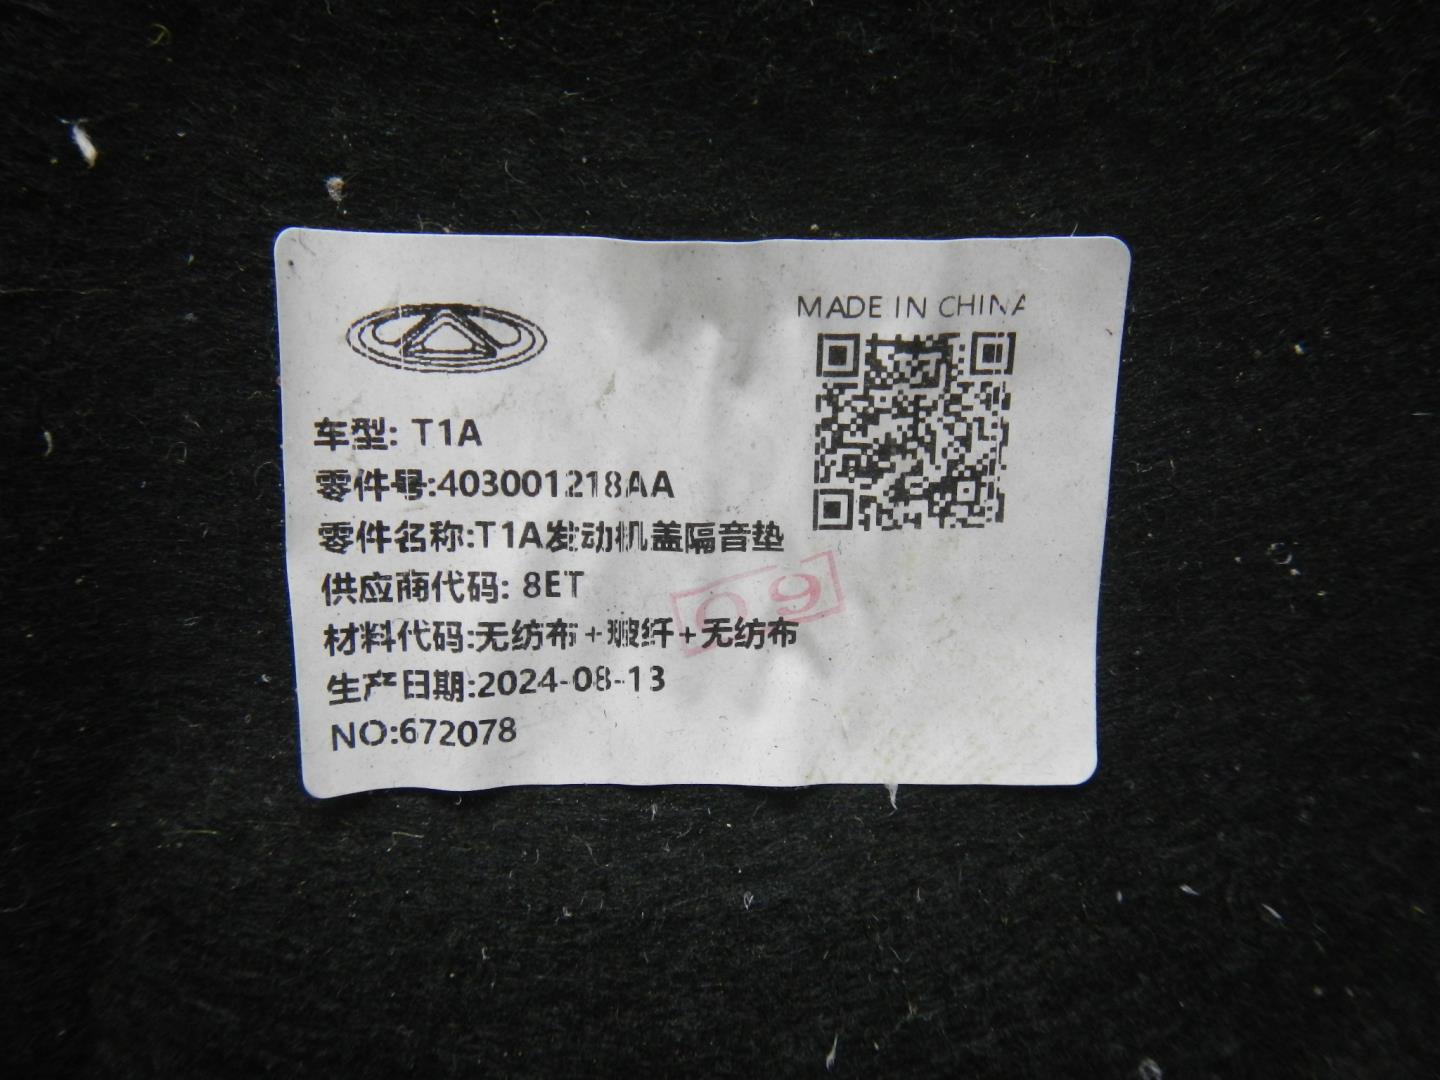 MADE IN CHINA
车型: T1A
零件号:403001218AA
零件名称:T1A发动机盖隔音垫
供应商代码: 8ET
09
材料代码:无纺布+玻纤+无纺布
生产日期:2024-08-13
NO:672078